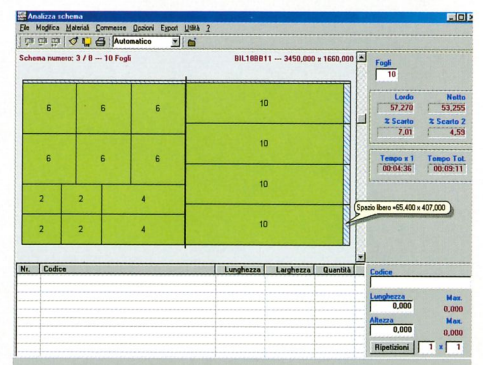 Analizza schema
File Modifica Materiali Commesse Opzioni Export Utilità ?
Automatico
Schema numero: 3 / 8 --- 10 Fogli BIL18BB11 --- 3450,000 x 1660,000
Fogli
10
Lordo Netto
57,270 53,255
% Scarto % Scarto 2
7,01 4,59
Tempo x 1 Tempo Tot.
00:04:36 00:09:11
6 6 6 10
6 6 6 10
2 2 4 10
2 2 4 10
Spazio libero =65,400 x 407,000
Nr. Codice Lunghezza Larghezza Quantità
Codice
Lunghezza Max.
0,000 0,000
Altezza Max.
0,000 0,000
Ripetizioni 1 x 1